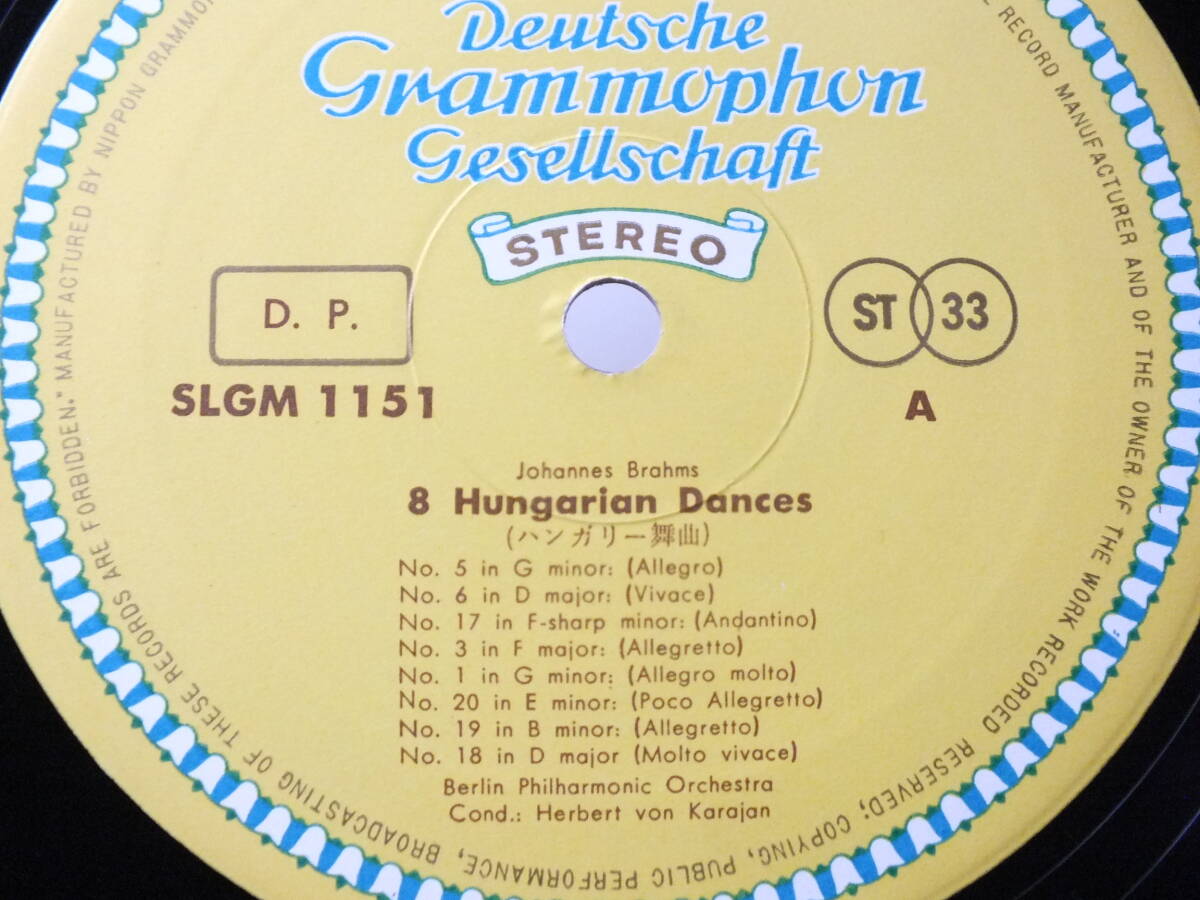 Deutsche
Grammophon
Gesellschaft
STEREO
D. P.
ST 33
SLGM 1151
A
Johannes Brahms
8 Hungarian Dances
(ハンガリー舞曲)
No. 5 in G minor: (Allegro)
No. 6 in D major: (Vivace)
No. 17 in F-sharp minor: (Andantino)
No. 3 in F major: (Allegretto)
No. 1 in G minor: (Allegro molto)
No. 20 in E minor: (Poco Allegretto)
No. 19 in B minor: (Allegretto)
No. 18 in D major (Molto vivace)
Berlin Philharmonic Orchestra
Cond.: Herbert von Karajan
RECORD MANUFACTURER AND OF THE OWNER OF THE WORK RECORDED RESERVED; COPYING, PUBLIC PERFORMANCE, BROADCASTING OF THESE RECORDS ARE FORBIDDEN." MANUFACTURED BY NIPPON